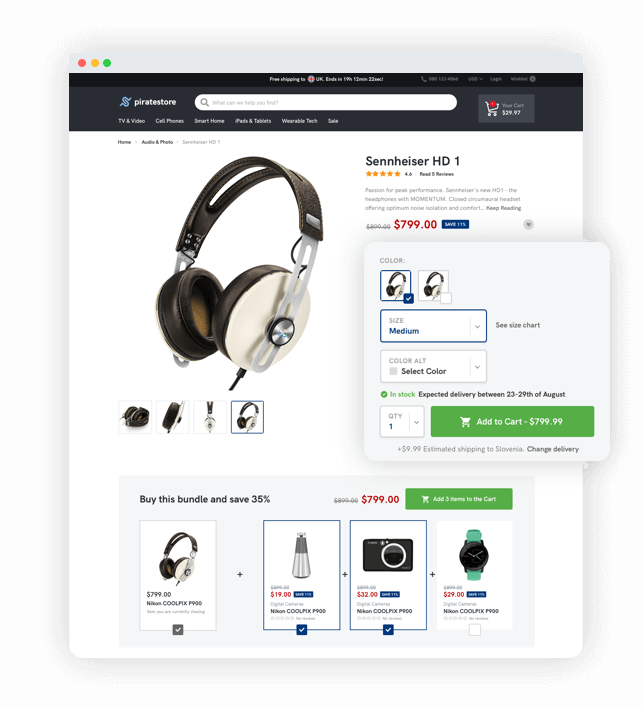 Free shipping to UK. Ends in 19h 12min 22sec!
080 123 4566
USD
Login
Wishlist
piratestore
What can we help you find?
1
Your Cart
$29.97
TV & Video
Cell Phones
Smart Home
iPads & Tablets
Wearable Tech
Sale
Home
Audio & Photo
Sennheiser HD 1
Sennheiser HD 1
4.6
Read 5 Reviews
Passion for peak performance. Sennheiser's new HD1 - the
headphones with MOMENTUM. Closed circumaural headset
offering optimum noise isolation and comfort... Keep Reading
$899.00 $799.00 SAVE 11%
COLOR:
SIZE
Medium
See size chart
COLOR ALT
Select Color
In stock Expected delivery between 23-29th of August
QTY
1
Add to Cart - $799.99
+$9.99 Estimated shipping to Slovenia. Change delivery
Buy this bundle and save 35%
$899.00 $799.00
Add 3 items to the Cart
$799.00
Nikon COOLPIX P900
Item you are currently viewing
+
$899.00
$19.00 SAVE 11%
Digital Cameras
Nikon COOLPIX P900
No reviews
+
$899.00
$32.00 SAVE 11%
Digital Cameras
Nikon COOLPIX P900
No reviews
+
$899.00
$29.00 SAVE 11%
Digital Cameras
Nikon COOLPIX P900
No reviews